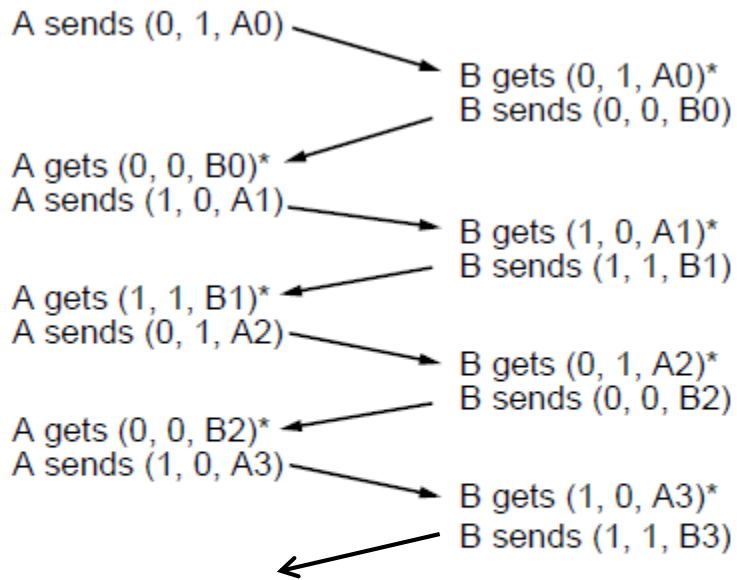 A sends (0, 1, A0)
B gets (0, 1, A0)*
B sends (0, 0, B0)
A gets (0, 0, B0)*
A sends (1, 0, A1)
B gets (1, 0, A1)*
B sends (1, 1, B1)
A gets (1, 1, B1)*
A sends (0, 1, A2)
B gets (0, 1, A2)*
B sends (0, 0, B2)
A gets (0, 0, B2)*
A sends (1, 0, A3)
B gets (1, 0, A3)*
B sends (1, 1, B3)